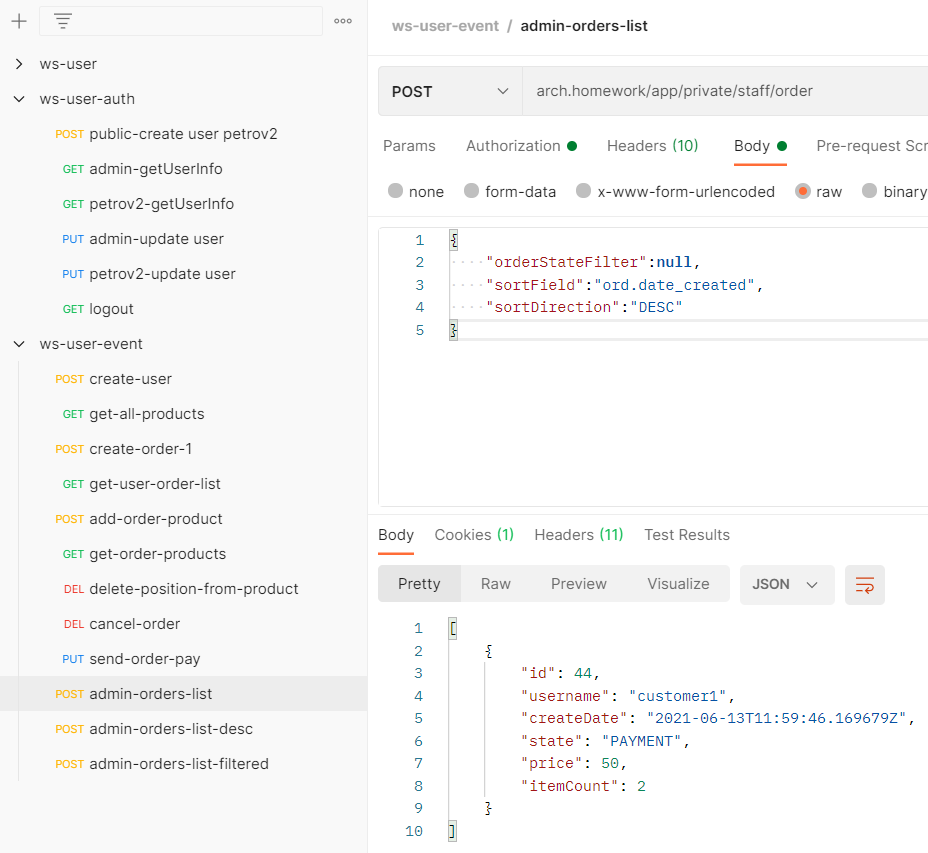 ws-user
ws-user-auth
POST public-create user petrov2
GET admin-getUserInfo
GET petrov2-getUserInfo
PUT admin-update user
PUT petrov2-update user
GET logout
ws-user-event
POST create-user
GET get-all-products
POST create-order-1
GET get-user-order-list
POST add-order-product
GET get-order-products
DEL delete-position-from-product
DEL cancel-order
PUT send-order-pay
POST admin-orders-list
POST admin-orders-list-desc
POST admin-orders-list-filtered
ws-user-event / admin-orders-list
POST arch.homework/app/private/staff/order
Params Authorization Headers (10) Body Pre-request Scr
none form-data x-www-form-urlencoded raw binary
1 {
2 "orderStateFilter":null,
3 "sortField":"ord.date_created",
4 "sortDirection":"DESC"
5 }
Body Cookies (1) Headers (11) Test Results
Pretty Raw Preview Visualize JSON
1 [
2 {
3 "id": 44,
4 "username": "customer1",
5 "createDate": "2021-06-13T11:59:46.169679Z",
6 "state": "PAYMENT",
7 "price": 50,
8 "itemCount": 2
9 }
10 ]